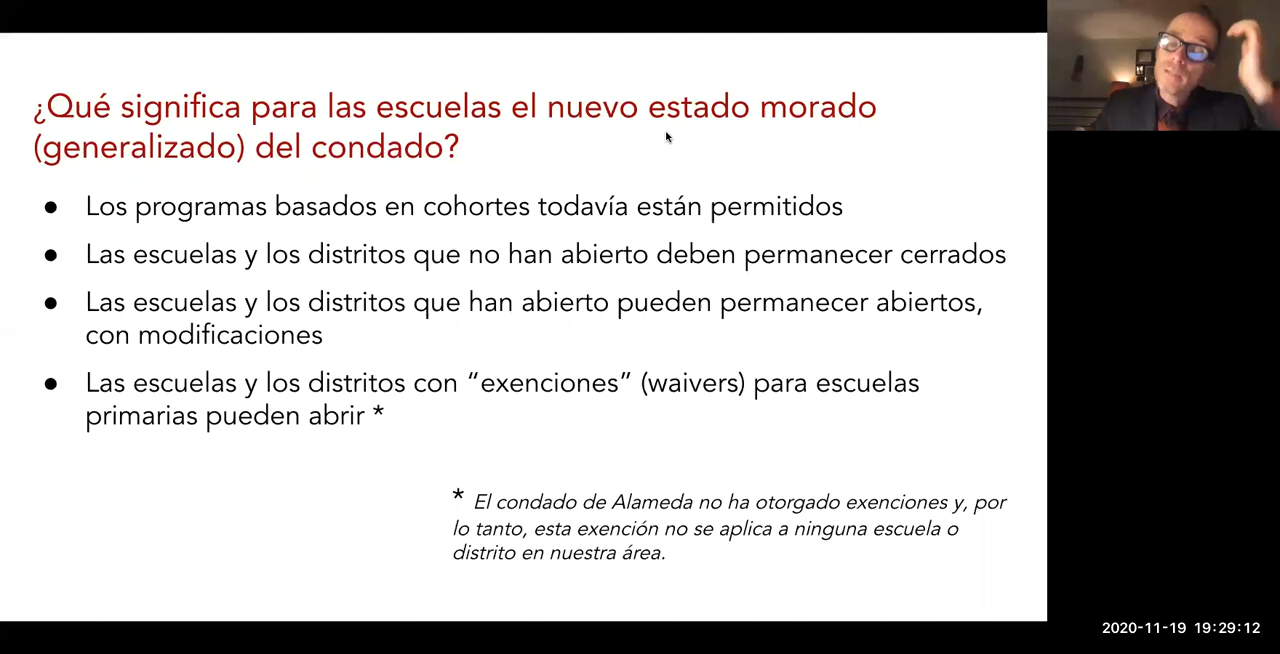 ¿Qué significa para las escuelas el nuevo estado morado
(generalizado) del condado?
● Los programas basados en cohortes todavía están permitidos
● Las escuelas y los distritos que no han abierto deben permanecer cerrados
● Las escuelas y los distritos que han abierto pueden permanecer abiertos,
con modificaciones
● Las escuelas y los distritos con “exenciones” (waivers) para escuelas
primarias pueden abrir *
* El condado de Alameda no ha otorgado exenciones y, por
lo tanto, esta exención no se aplica a ninguna escuela o
distrito en nuestra área.
2020-11-19 19:29:12